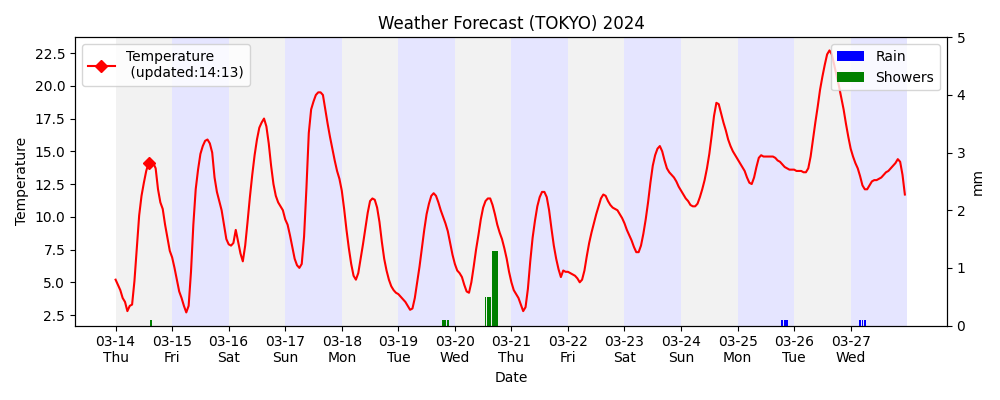 Weather Forecast (TOKYO) 2024
Temperature
(updated:14:13)
Rain
Showers
22.5
20.0
17.5
15.0
12.5
10.0
7.5
5.0
2.5
Temperature
5
4
3
2
1
0
mm
03-14 03-15 03-16 03-17 03-18 03-19 03-20 03-21 03-22 03-23 03-24 03-25 03-26 03-27
Thu Fri Sat Sun Mon Tue Wed Thu Fri Sat Sun Mon Tue Wed
Date